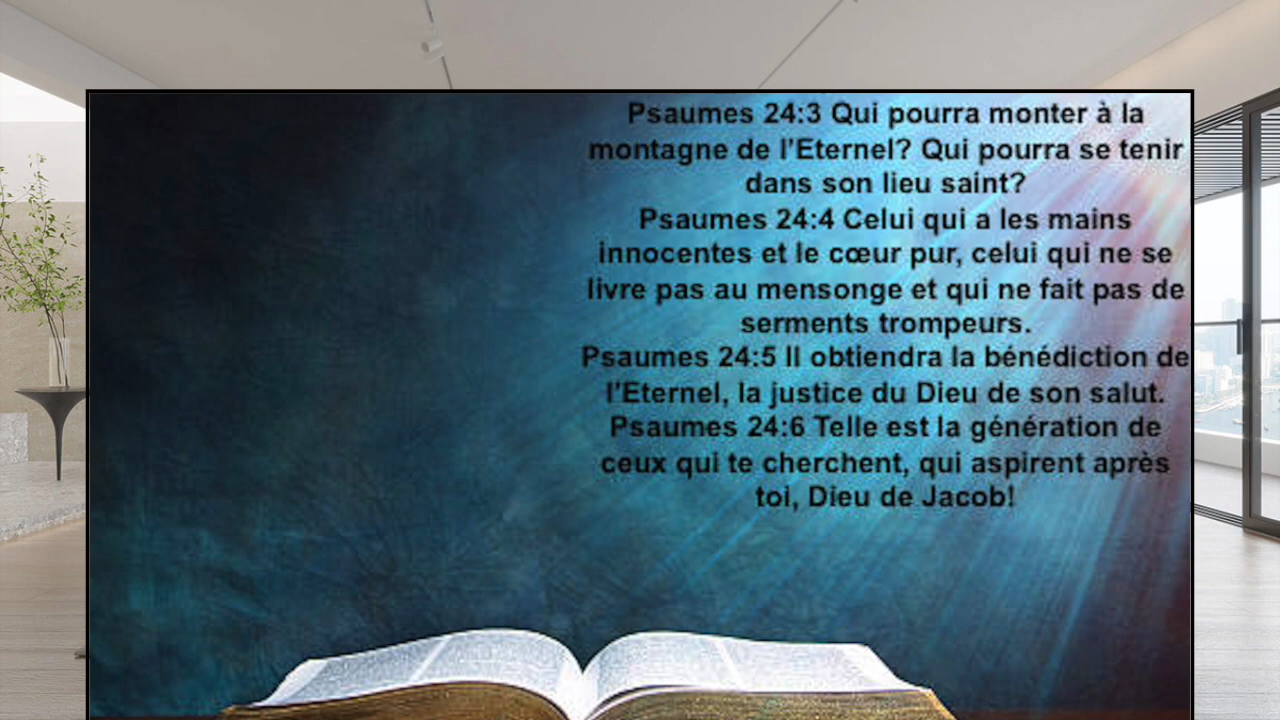 Psaumes 24:3 Qui pourra monter à la
montagne de l'Eternel? Qui pourra se tenir
dans son lieu saint?
Psaumes 24:4 Celui qui a les mains
innocentes et le cœur pur, celui qui ne se
livre pas au mensonge et qui ne fait pas de
serments trompeurs.
Psaumes 24:5 Il obtiendra la bénédiction de
l'Eternel, la justice du Dieu de son salut.
Psaumes 24:6 Telle est la génération de
ceux qui te cherchent, qui aspirent après
toi, Dieu de Jacob!